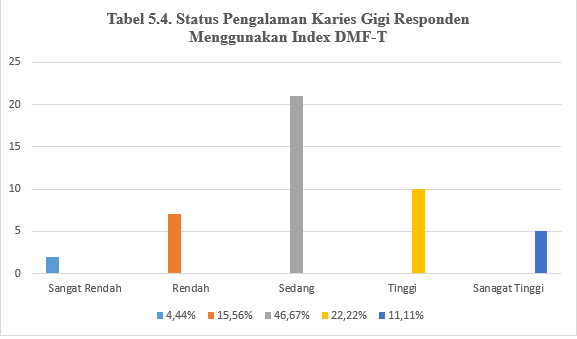 Tabel 5.4. Status Pengalaman Karies Gigi Responden
Menggunakan Index DMF-T
25
20
15
10
5
0
Sangat Rendah Rendah Sedang Tinggi Sanagat Tinggi
4,44% 15,56% 46,67% 22,22% 11,11%